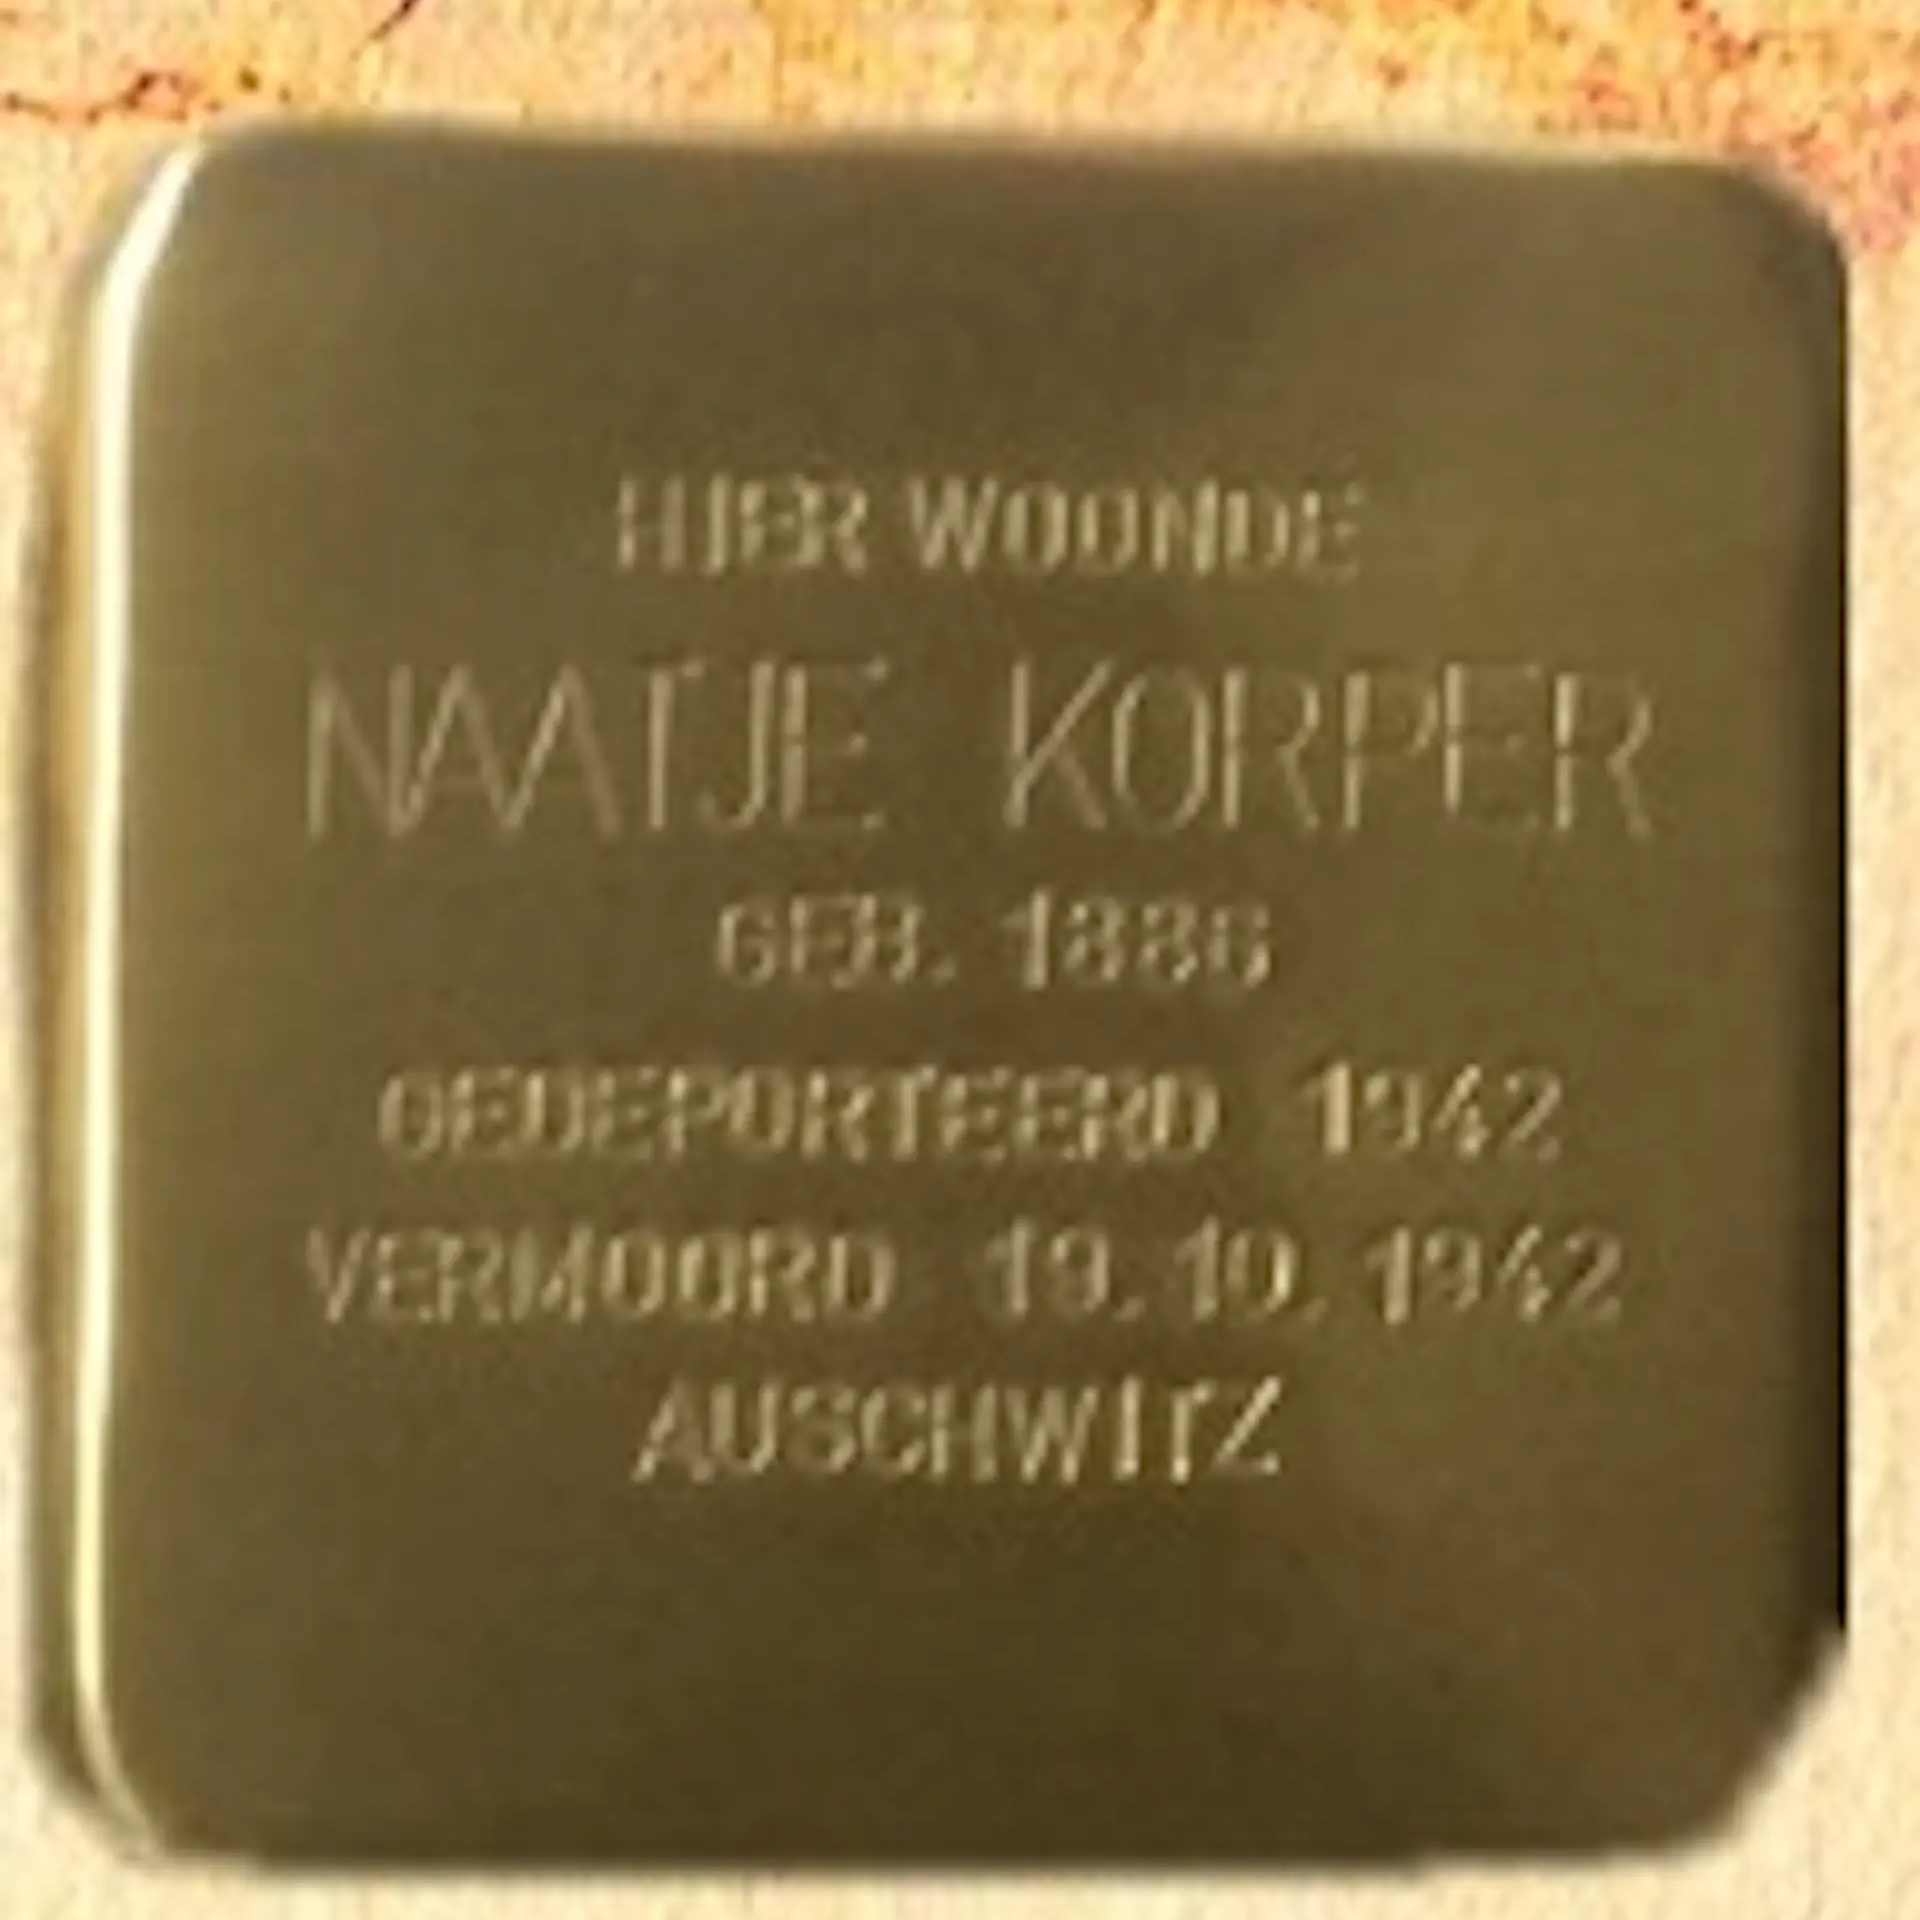 HIER WOONDE
NAATJE KORPER
GEB. 1886
GEDEPORTEERD 1942
VERMOORD 19.10.1942
AUSCHWITZ